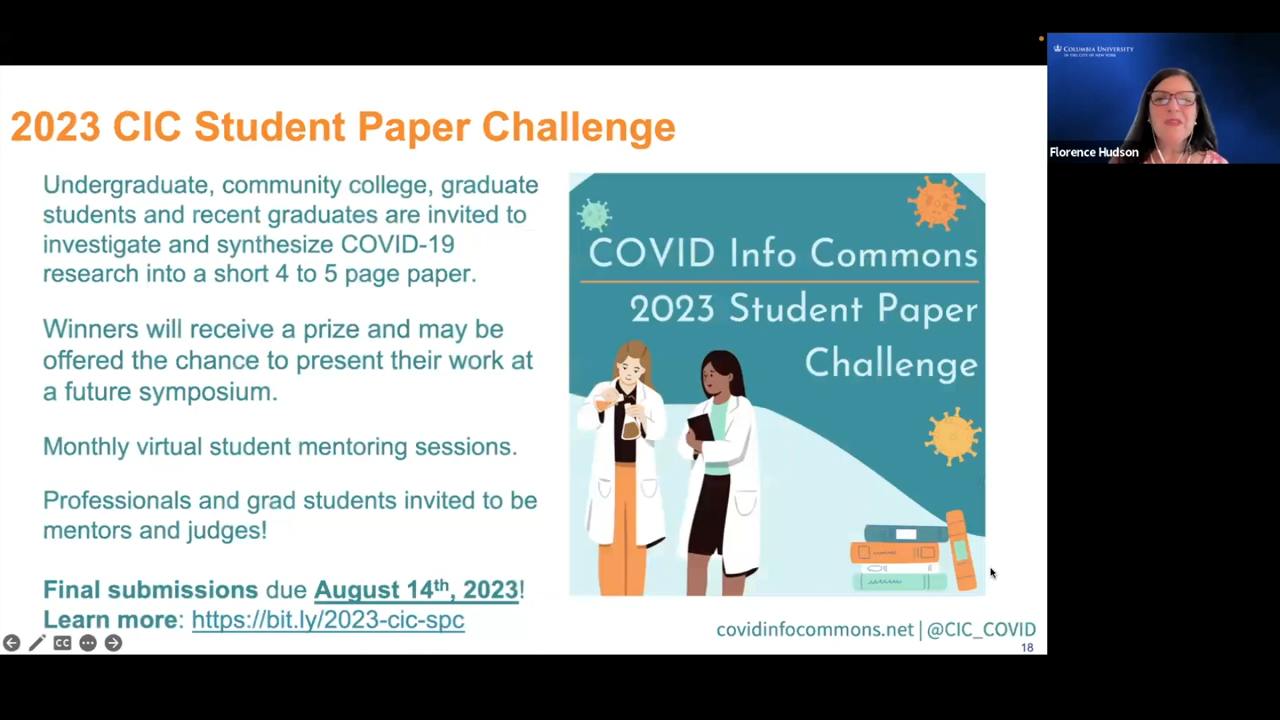 2023 CIC Student Paper Challenge
Undergraduate, community college, graduate
students and recent graduates are invited to
investigate and synthesize COVID-19
research into a short 4 to 5 page paper.
Winners will receive a prize and may be
offered the chance to present their work at
a future symposium.
Monthly virtual student mentoring sessions.
Professionals and grad students invited to be
mentors and judges!
Final submissions due August 14th, 2023!
Learn more: https://bit.ly/2023-cic-spc
COVID Info Commons
2023 Student Paper
Challenge
covidinfocommons.net | @CIC_COVID
18
CC
COLUMBIA UNIVERSITY
IN THE CITY OF NEW YORK
Florence Hudson